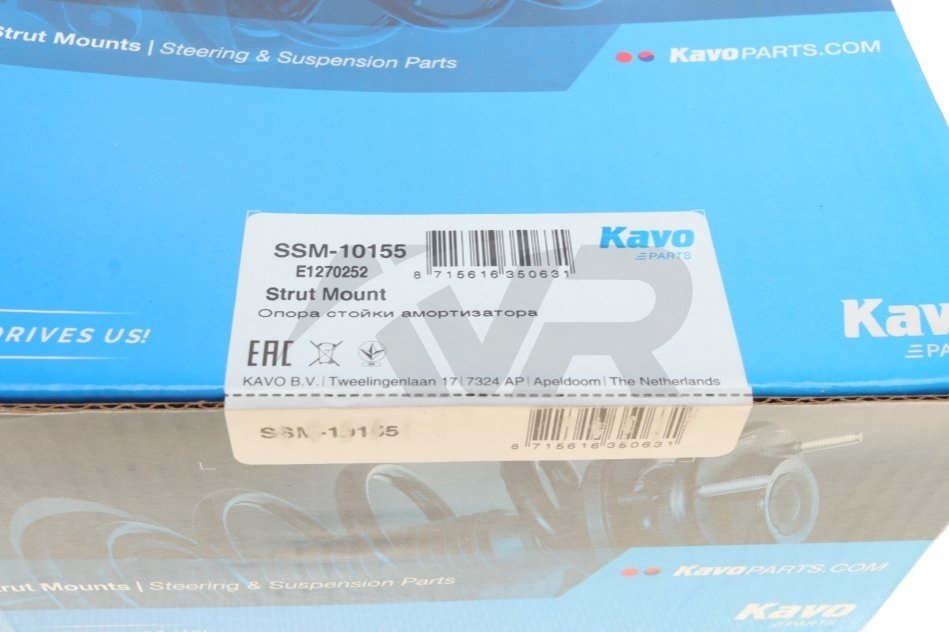 Strut Mounts | Steering & Suspension Parts
KavoPARTS.COM
SSM-10155
E1270252
8 715616 350631
Kavo
PARTS
Strut Mount
Опора стойки амортизатора
EAC
KAVO B.V. | Tweelingenlaan 17 | 7324 AP | Apeldoorn | The Netherlands
DRIVES US!
Kavo
PA
SSM-10155
8 715616 350631
VR
Strut Mounts | Steering & Suspension Parts
KavoPARTS.COM
Kavo